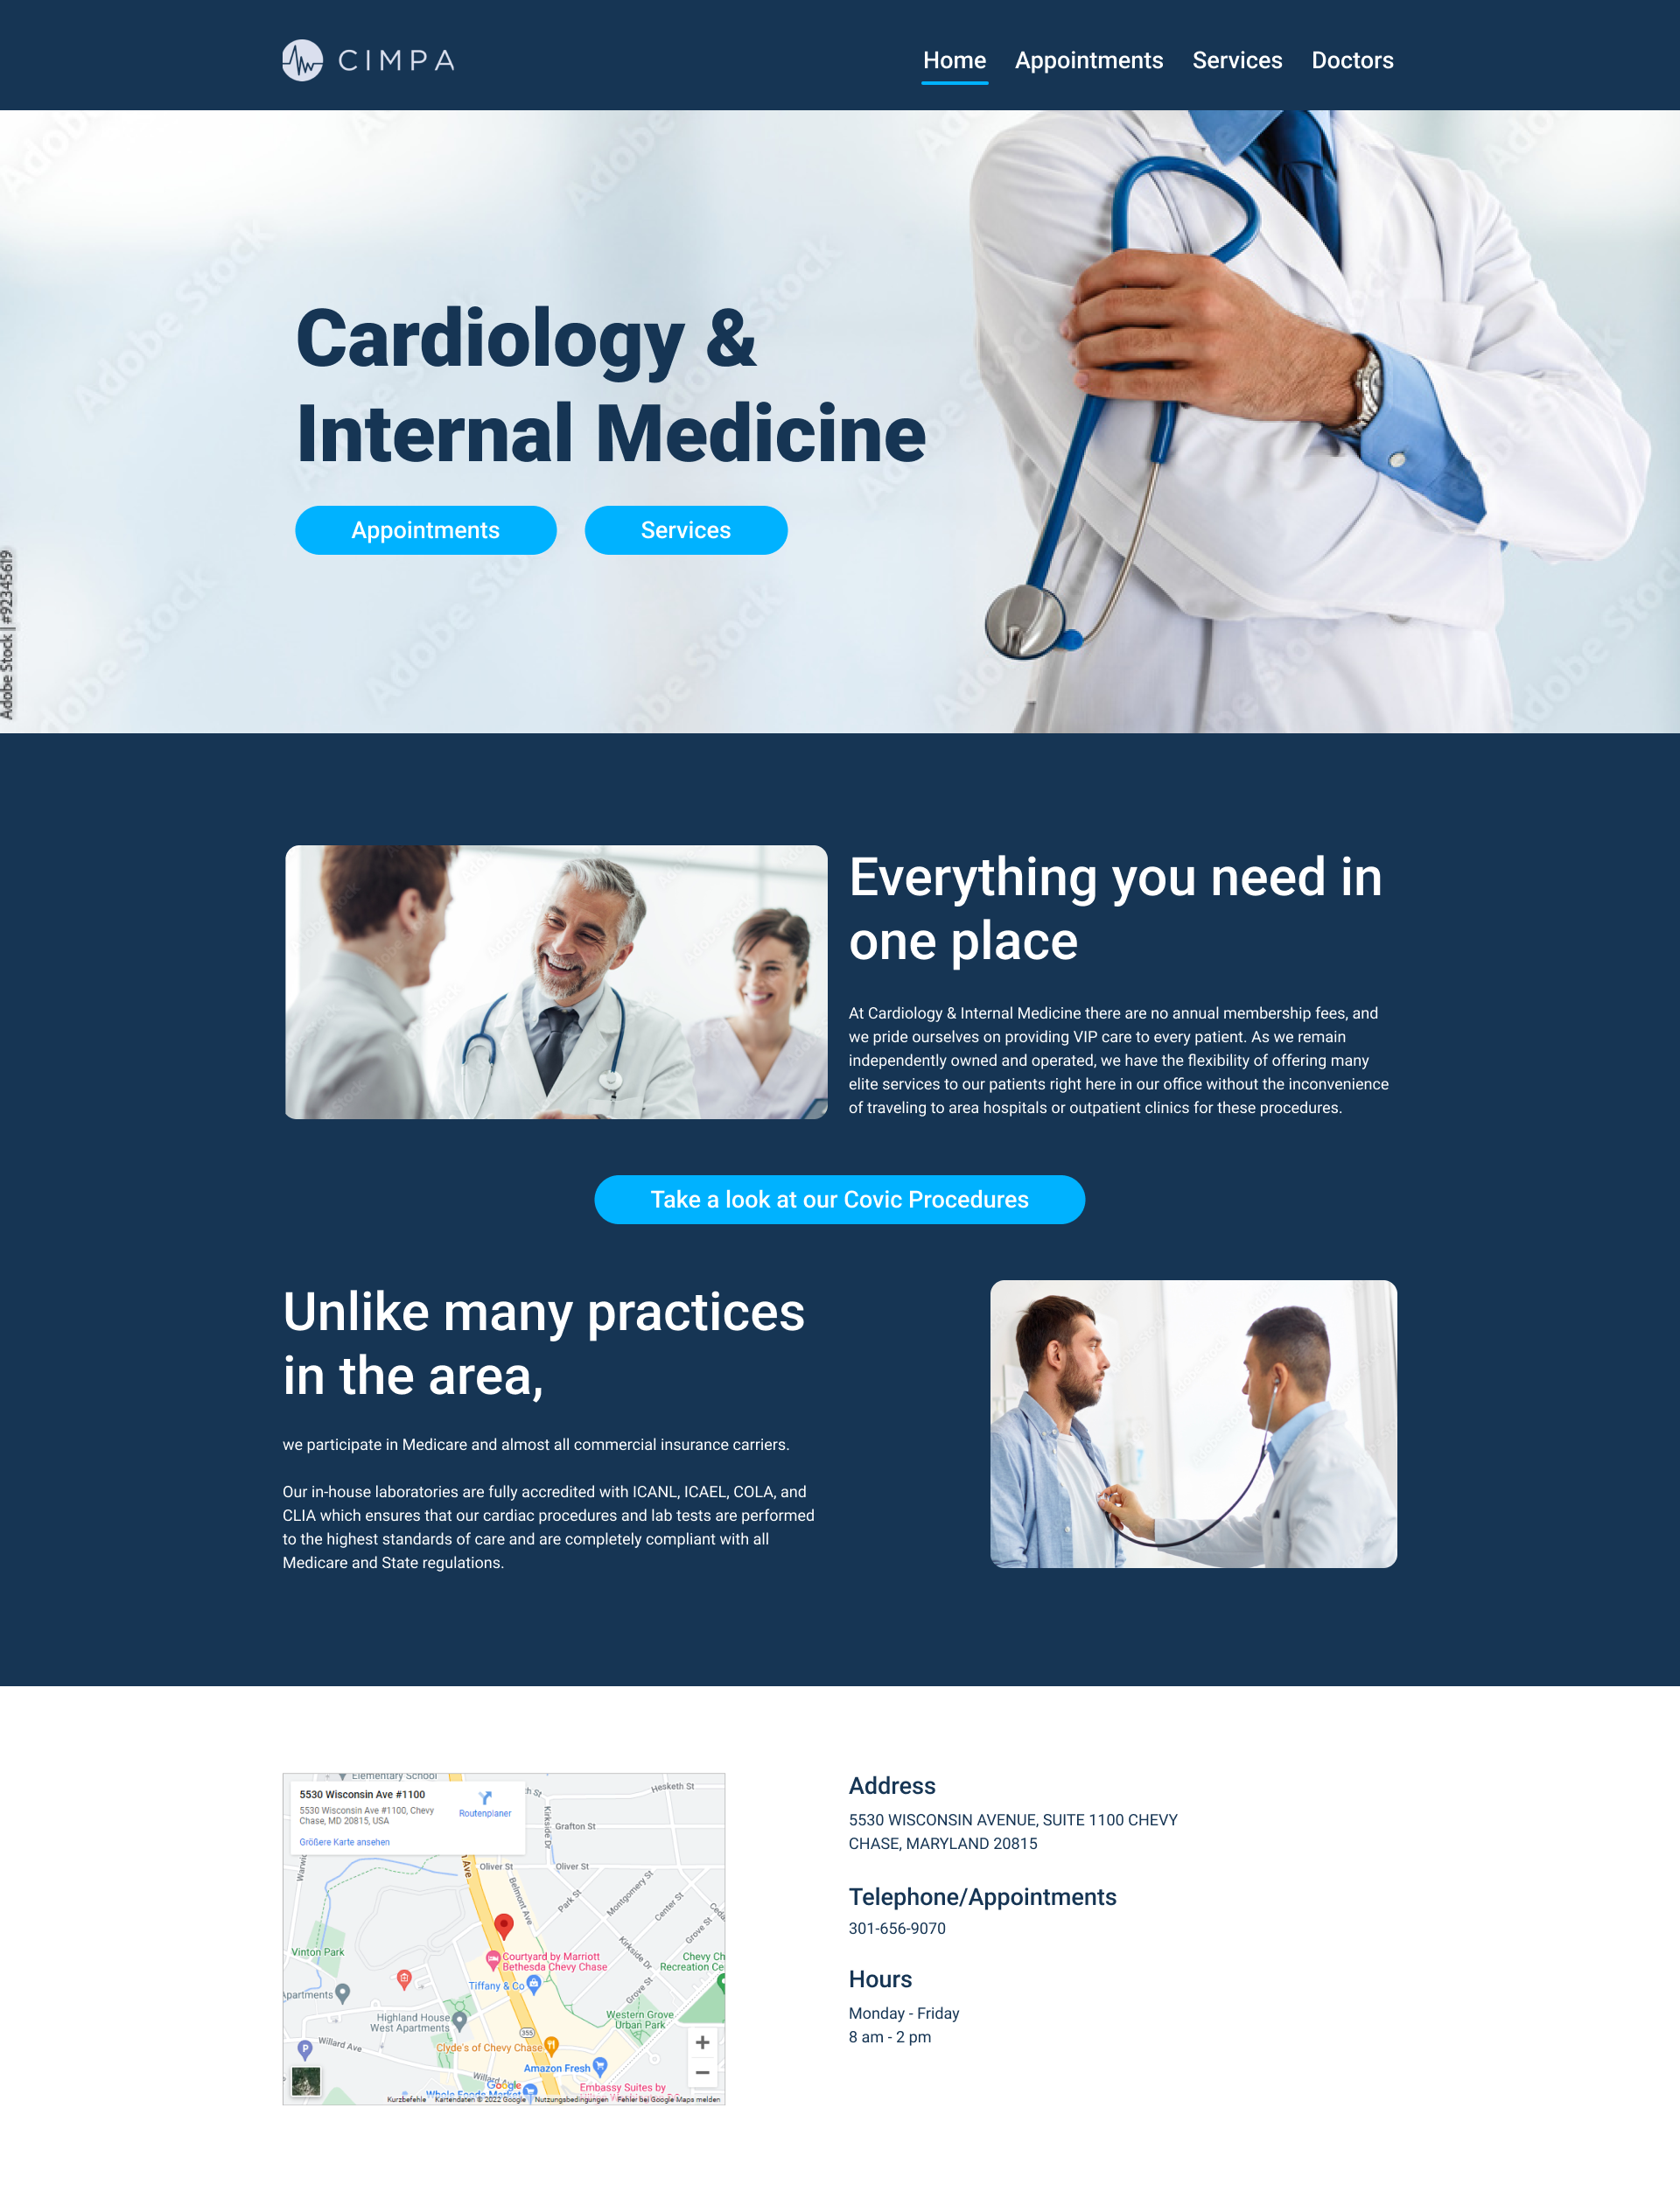 CIMPA
Home Appointments Services Doctors
Cardiology &
Internal Medicine
Appointments Services
Adobe Stock | #92345619
Everything you need in
one place
At Cardiology & Internal Medicine there are no annual membership fees, and
we pride ourselves on providing VIP care to every patient. As we remain
independently owned and operated, we have the flexibility of offering many
elite services to our patients right here in our office without the inconvenience
of traveling to area hospitals or outpatient clinics for these procedures.
Take a look at our Covic Procedures
Unlike many practices
in the area,
we participate in Medicare and almost all commercial insurance carriers.
Our in-house laboratories are fully accredited with ICANL, ICAEL, COLA, and
CLIA which ensures that our cardiac procedures and lab tests are performed
to the highest standards of care and are completely compliant with all
Medicare and State regulations.
Elementary School
5530 Wisconsin Ave #1100
5530 Wisconsin Ave #1100, Chevy
Chase, MD 20815, USA
Routenplaner
Größere Karte ansehen
Hesketh St
Kirkside Dr
Grafton St
Oliver St
Oliver St
Ave
Belmont Ave
Park St
Montgomery St
Center St
Grove St
Kirkside Dr
Grove St
Vinton Park
Courtyard by Marriott
Bethesda Chevy Chase
Chevy Ch
Recreation Ce
Tiffany & Co
Apartments
Highland House
West Apartments
Western Grove
Urban Park
355
P
Willard Ave
Clyde's of Chevy Chase
Amazon Fresh
Willard Ave
Google
Embassy Suites by
Whole Foods Market
Kurzbefehle Kartendaten © 2022 Google Nutzungsbedingungen Fehler bei Google Maps melden
Address
5530 WISCONSIN AVENUE, SUITE 1100 CHEVY
CHASE, MARYLAND 20815
Telephone/Appointments
301-656-9070
Hours
Monday - Friday
8 am - 2 pm